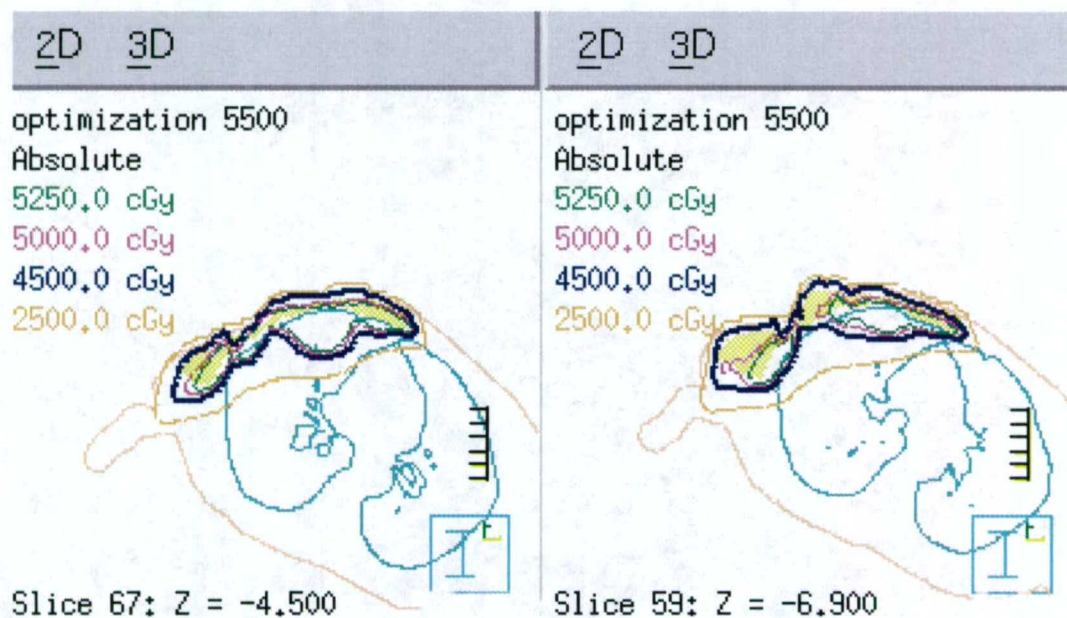 2D 3D
optimization 5500
Absolute
5250.0 cGy
5000.0 cGy
4500.0 cGy
2500.0 cGy
Slice 67: Z = -4.500
2D 3D
optimization 5500
Absolute
5250.0 cGy
5000.0 cGy
4500.0 cGy
2500.0 cGy
Slice 59: Z = -6.900